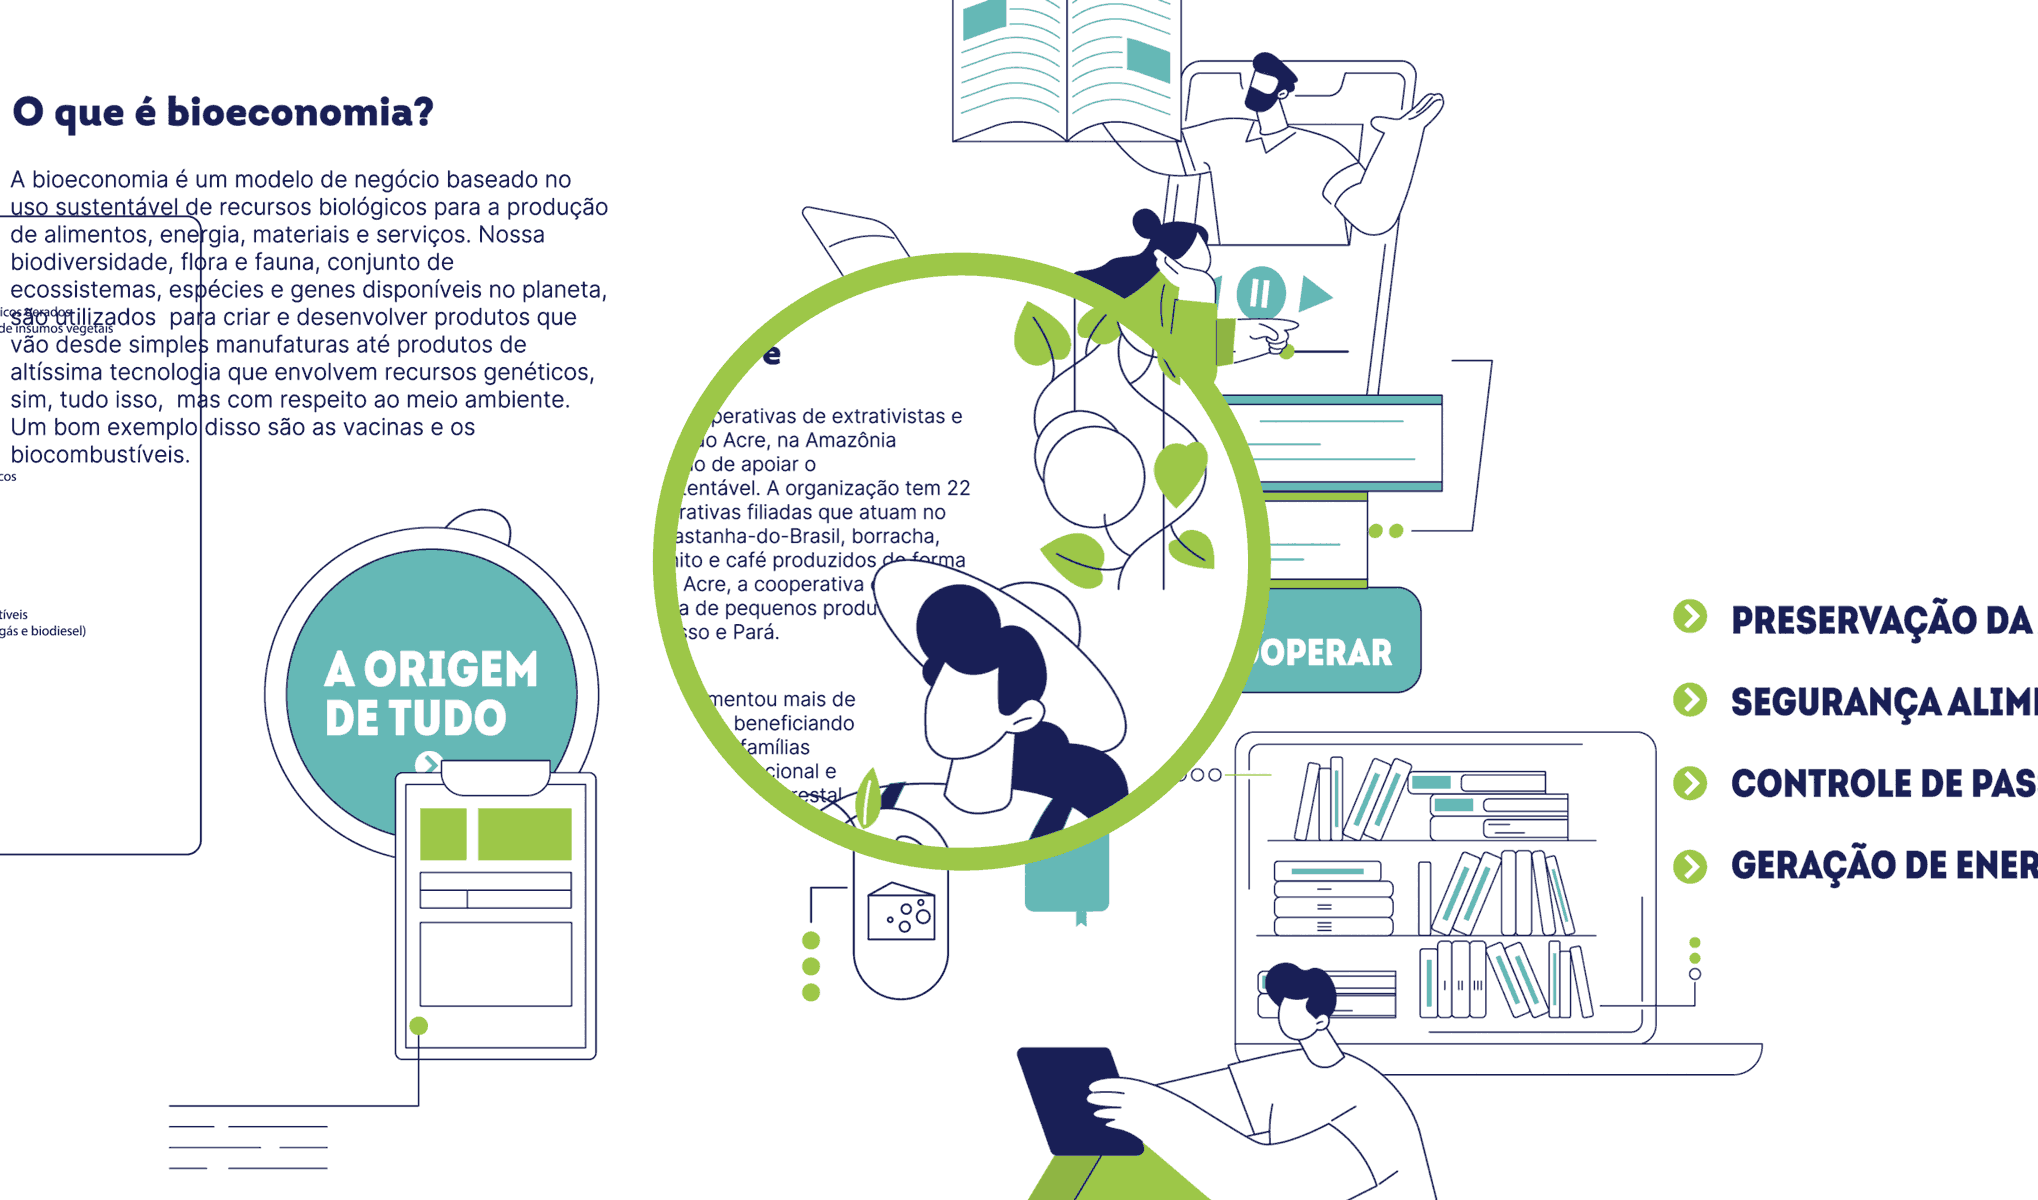 O que é bioeconomia?
A bioeconomia é um modelo de negócio baseado no
uso sustentável de recursos biológicos para a produção
de alimentos, energia, materiais e serviços. Nossa
biodiversidade, flora e fauna, conjunto de
ecossistemas, espécies e genes disponíveis no planeta,
são utilizados  para criar e desenvolver produtos que
vão desde simples manufaturas até produtos de
altíssima tecnologia que envolvem recursos genéticos,
sim, tudo isso,  mas com respeito ao meio ambiente.
Um bom exemplo disso são as vacinas e os
biocombustíveis.
icos gerados
de insumos vegetais
cos
tíveis
gás e biodiesel)
A ORIGEM
DE TUDO
e
perativas de extrativistas e
do Acre, na Amazônia
o de apoiar o
entável. A organização tem 22
rativas filiadas que atuam no
astanha-do-Brasil, borracha,
ito e café produzidos de forma
Acre, a cooperativa
a de pequenos produ
sso e Pará.
mentou mais de
beneficiando
famílias
cional e
restal
OPERAR
PRESERVAÇÃO DA
SEGURANÇA ALIM
CONTROLE DE PAS
GERAÇÃO DE ENER